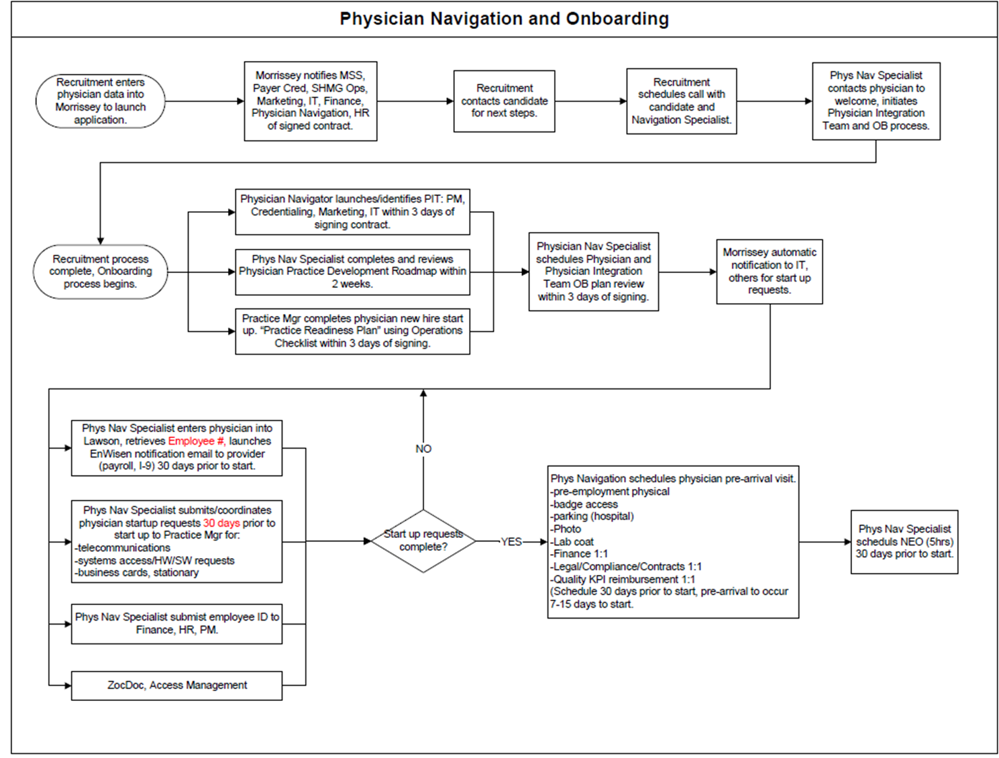 Physician Navigation and Onboarding
Recruitment enters
physician data into
Morrissey to launch
application.
Morrissey notifies MSS,
Payer Cred, SHMG Ops,
Marketing, IT, Finance,
Physician Navigation, HR
of signed contract.
Recruitment
contacts candidate
for next steps.
Recruitment
schedules call with
candidate and
Navigation Specialist.
Phys Nav Specialist
contacts physician to
welcome, initiates
Physician Integration
Team and OB process.
Recruitment process
complete, Onboarding
process begins.
Physician Navigator launches/identifies PIT: PM,
Credentialing, Marketing, IT within 3 days of
signing contract.
Phys Nav Specialist completes and reviews
Physician Practice Development Roadmap within
2 weeks.
Practice Mgr completes physician new hire start
up. “Practice Readiness Plan” using Operations
Checklist within 3 days of signing.
Physician Nav Specialist
schedules Physician and
Physician Integration
Team OB plan review
within 3 days of signing.
Morrissey automatic
notification to IT,
others for start up
requests.
Phys Nav Specialist enters physician into
Lawson, retrieves Employee #, launches
EnWisen notification email to provider
(payroll, I-9) 30 days prior to start.
Phys Nav Specialist submits/coordinates
physician startup requests 30 days prior to
start up to Practice Mgr for:
-telecommunications
-systems access/HW/SW requests
-business cards, stationary
Phys Nav Specialist submist employee ID to
Finance, HR, PM.
ZocDoc, Access Management
Start up requests
complete?
NO
YES
Phys Navigation schedules physician pre-arrival visit.
-pre-employment physical
-badge access
-parking (hospital)
-Photo
-Lab coat
-Finance 1:1
-Legal/Compliance/Contracts 1:1
-Quality KPI reimbursement 1:1
(Schedule 30 days prior to start, pre-arrival to occur
7-15 days to start.
Phys Nav Specialist
scheduls NEO (5hrs)
30 days prior to start.